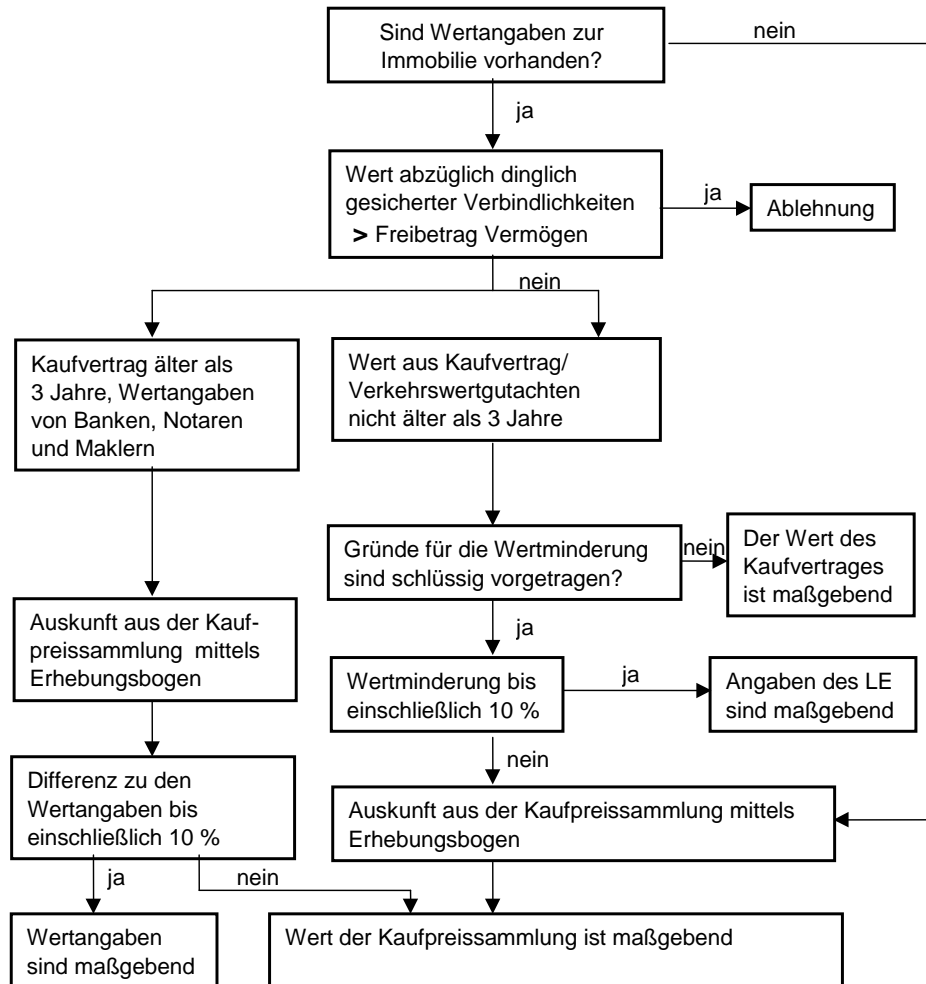 Sind Wertangaben zur
Immobilie vorhanden?
nein
ja
Wert abzüglich dinglich
gesicherter Verbindlichkeiten
> Freibetrag Vermögen
ja
Ablehnung
nein
Kaufvertrag älter als
3 Jahre, Wertangaben
von Banken, Notaren
und Maklern
Wert aus Kaufvertrag/
Verkehrswertgutachten
nicht älter als 3 Jahre
Gründe für die Wertminderung
sind schlüssig vorgetragen?
nein
Der Wert des
Kaufvertrages
ist maßgebend
ja
Auskunft aus der Kauf-
preissammlung mittels
Erhebungsbogen
Wertminderung bis
einschließlich 10 %
ja
Angaben des LE
sind maßgebend
nein
Differenz zu den
Wertangaben bis
einschließlich 10 %
Auskunft aus der Kaufpreissammlung mittels
Erhebungsbogen
ja
nein
Wertangaben
sind maßgebend
Wert der Kaufpreissammlung ist maßgebend